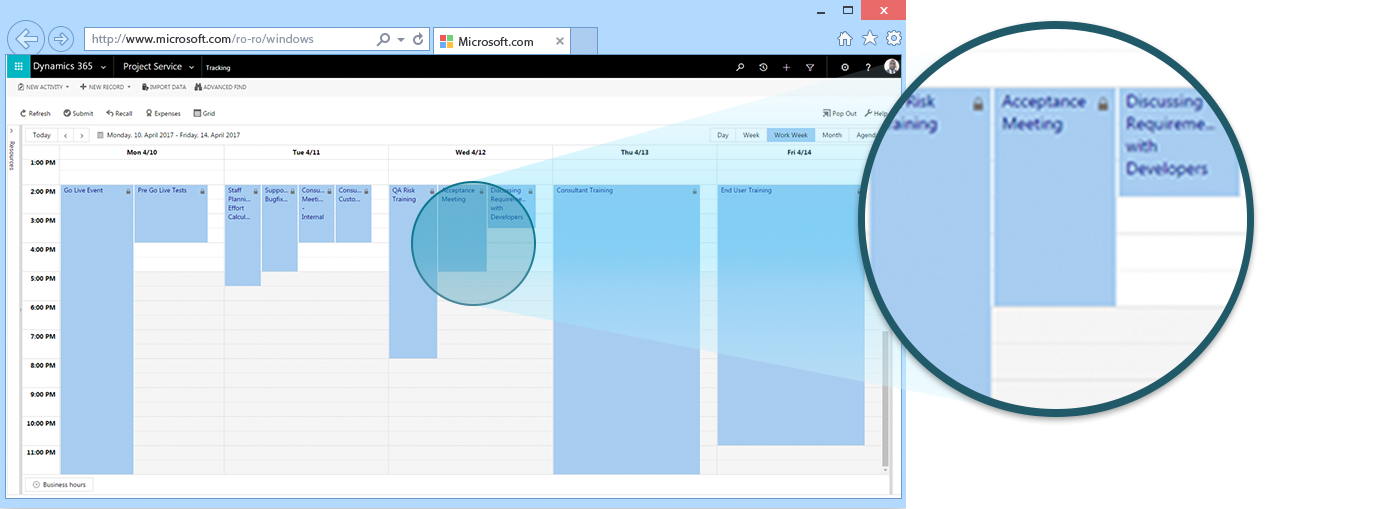 http://www.microsoft.com/ro-ro/windows
Microsoft.com
Dynamics 365
Project Service
Tracking
NEW ACTIVITY
NEW RECORD
IMPORT DATA
ADVANCED FIND
Refresh
Submit
Recall
Expenses
Grid
Pop Out
Help
Today
Monday. 10. April 2017 - Friday. 14. April 2017
Day
Week
Work Week
Month
Agend
Resources
Mon 4/10
Tue 4/11
Wed 4/12
Thu 4/13
Fri 4/14
1:00 PM
2:00 PM
3:00 PM
4:00 PM
5:00 PM
6:00 PM
7:00 PM
8:00 PM
9:00 PM
10:00 PM
11:00 PM
Go Live Event
Pre Go Live Tests
Staff
Planni...
Effort
Calcul...
Suppo...
Bugfix...
Consu...
Meeti...
-
Internal
Consu...
Custo...
QA Risk
Training
Acceptance
Meeting
Discussing
Requireme...
with
Developers
Consultant Training
End User Training
Business hours
Risk
aining
Acceptance
Meeting
Discussing
Requireme...
with
Developers